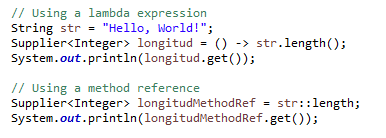 // Using a lambda expression
String str = "Hello, World!";
Supplier<Integer> longitud = () -> str.length();
System.out.println(longitud.get());
// Using a method reference
Supplier<Integer> longitudMethodRef = str::length;
System.out.println(longitudMethodRef.get());